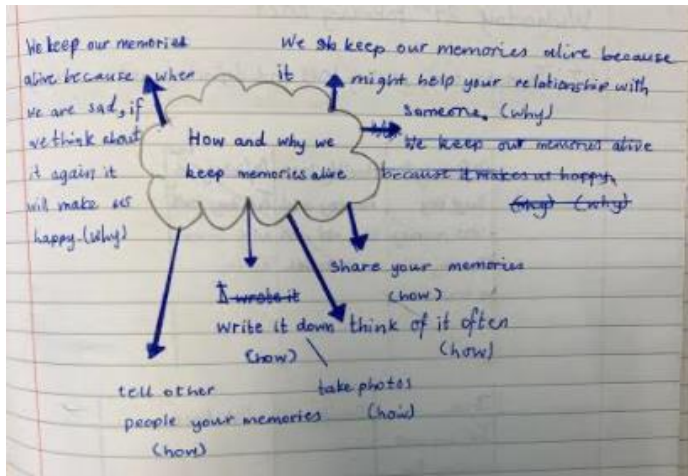 We keep our memories
alive because when
we are sad, if
we think about
it again it
will make us
happy. (why)
We keep our memories alive because
it might help your relationship with
someone. (why)
We keep our memories alive
because it makes us happy.
(why)
How and why we
keep memories alive
share your memories
(how)
I wrote it
write it down
(how)
think of it often
(how)
take photos
(how)
tell other
people your memories
(how)